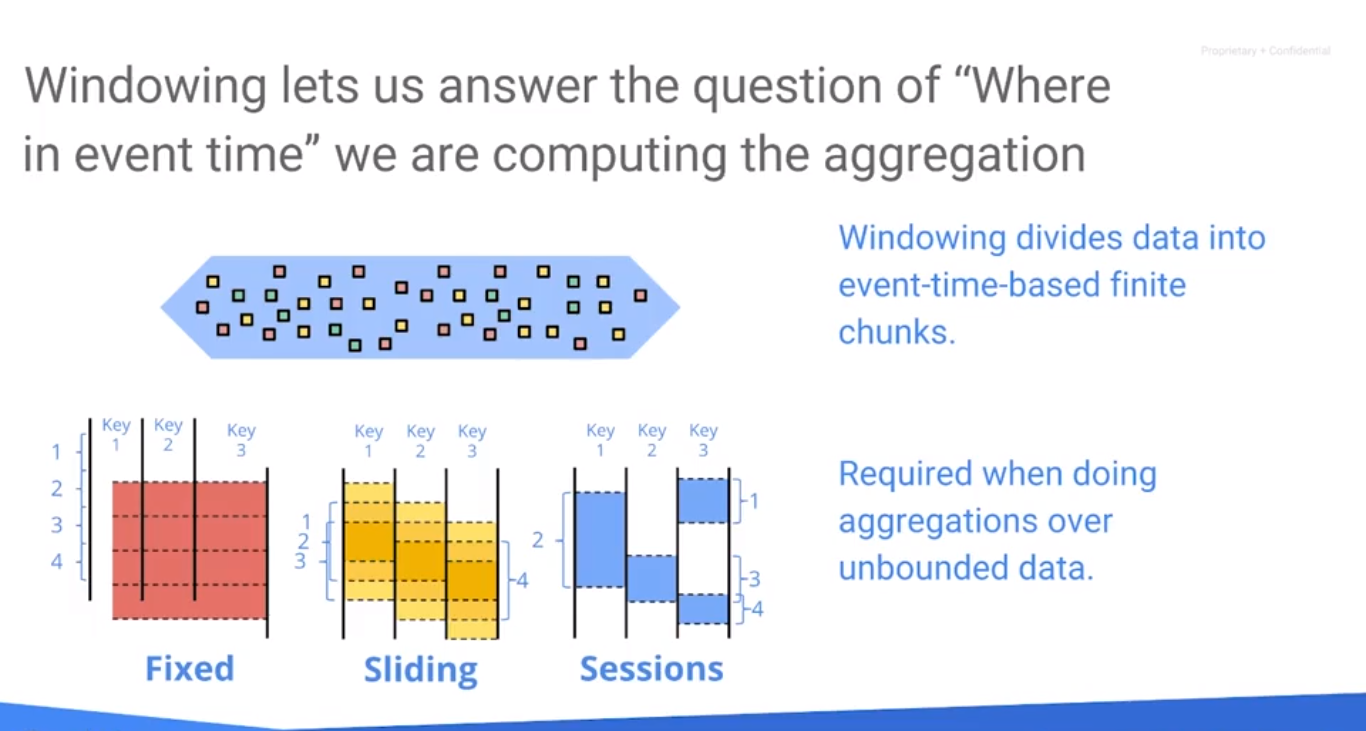 Proprietary + Confidential
Windowing lets us answer the question of “Where
in event time” we are computing the aggregation
Windowing divides data into
event-time-based finite
chunks.
Key
1
Key
2
Key
3
1
2
3
4
Fixed
Key
1
Key
2
Key
3
1
2
3
4
Sliding
Key
1
Key
2
Key
3
2
1
3
4
Sessions
Required when doing
aggregations over
unbounded data.